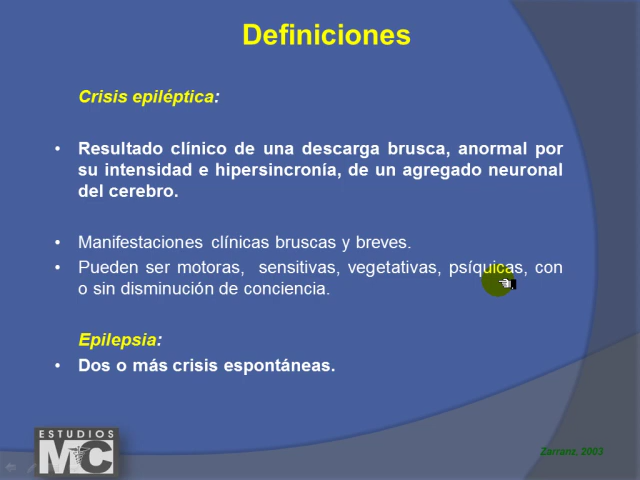 Definiciones
Crisis epiléptica:
• Resultado clínico de una descarga brusca, anormal por
su intensidad e hipersincronía, de un agregado neuronal
del cerebro.
• Manifestaciones clínicas bruscas y breves.
• Pueden ser motoras, sensitivas, vegetativas, psíquicas, con
o sin disminución de conciencia.
Epilepsia:
• Dos o más crisis espontáneas.
ESTUDIOS
MC
Zarranz, 2003